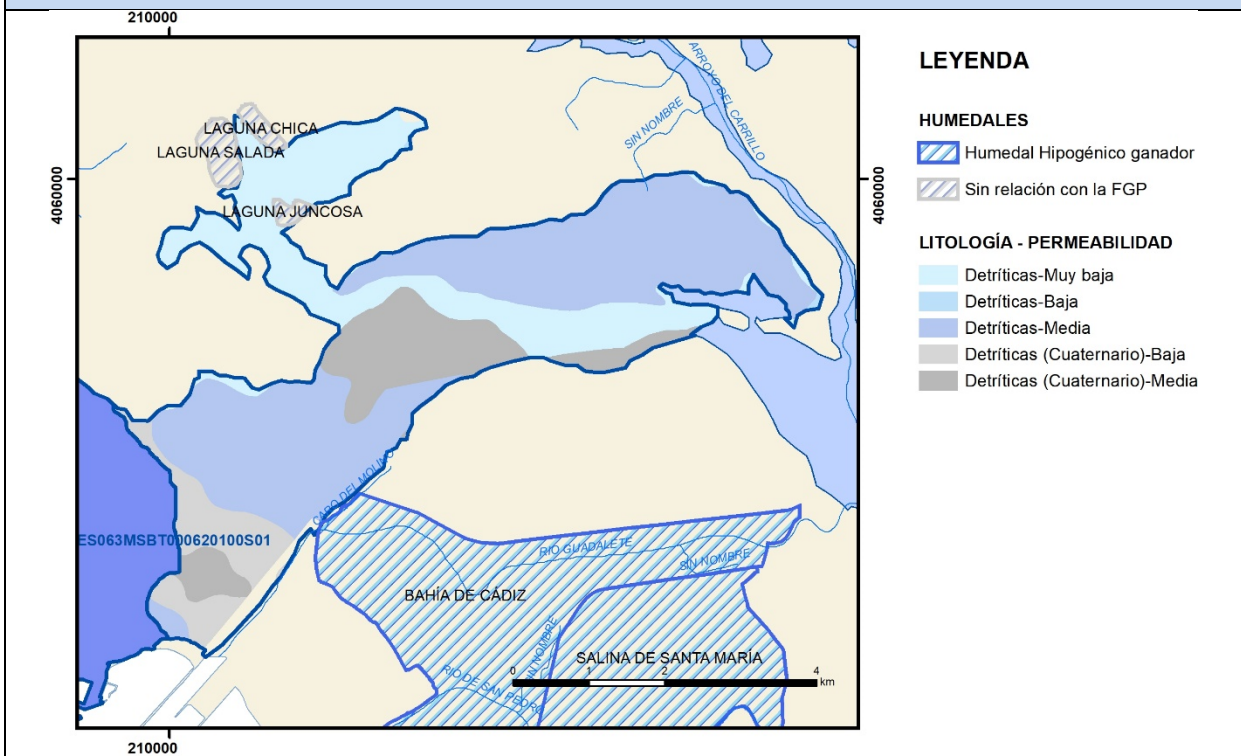 210000
4060000
4060000
ARROYO DEL CARRILLO
SIN NOMBRE
LAGUNA CHICA
LAGUNA SALADA
LAGUNA JUNCOSA
CAÑO DEL MOLINO
ES063MSBT000620100S01
RIO GUADALETE
SIN NOMBRE
BAHÍA DE CÁDIZ
SIN NOMBRE
SALINA DE SANTA MARÍA
RIO DE SAN PEDRO
0 1 2 4
km
210000
LEYENDA
HUMEDALES
Humedal Hipogénico ganador
Sin relación con la FGP
LITOLOGÍA - PERMEABILIDAD
Detríticas-Muy baja
Detríticas-Baja
Detríticas-Media
Detríticas (Cuaternario)-Baja
Detríticas (Cuaternario)-Media